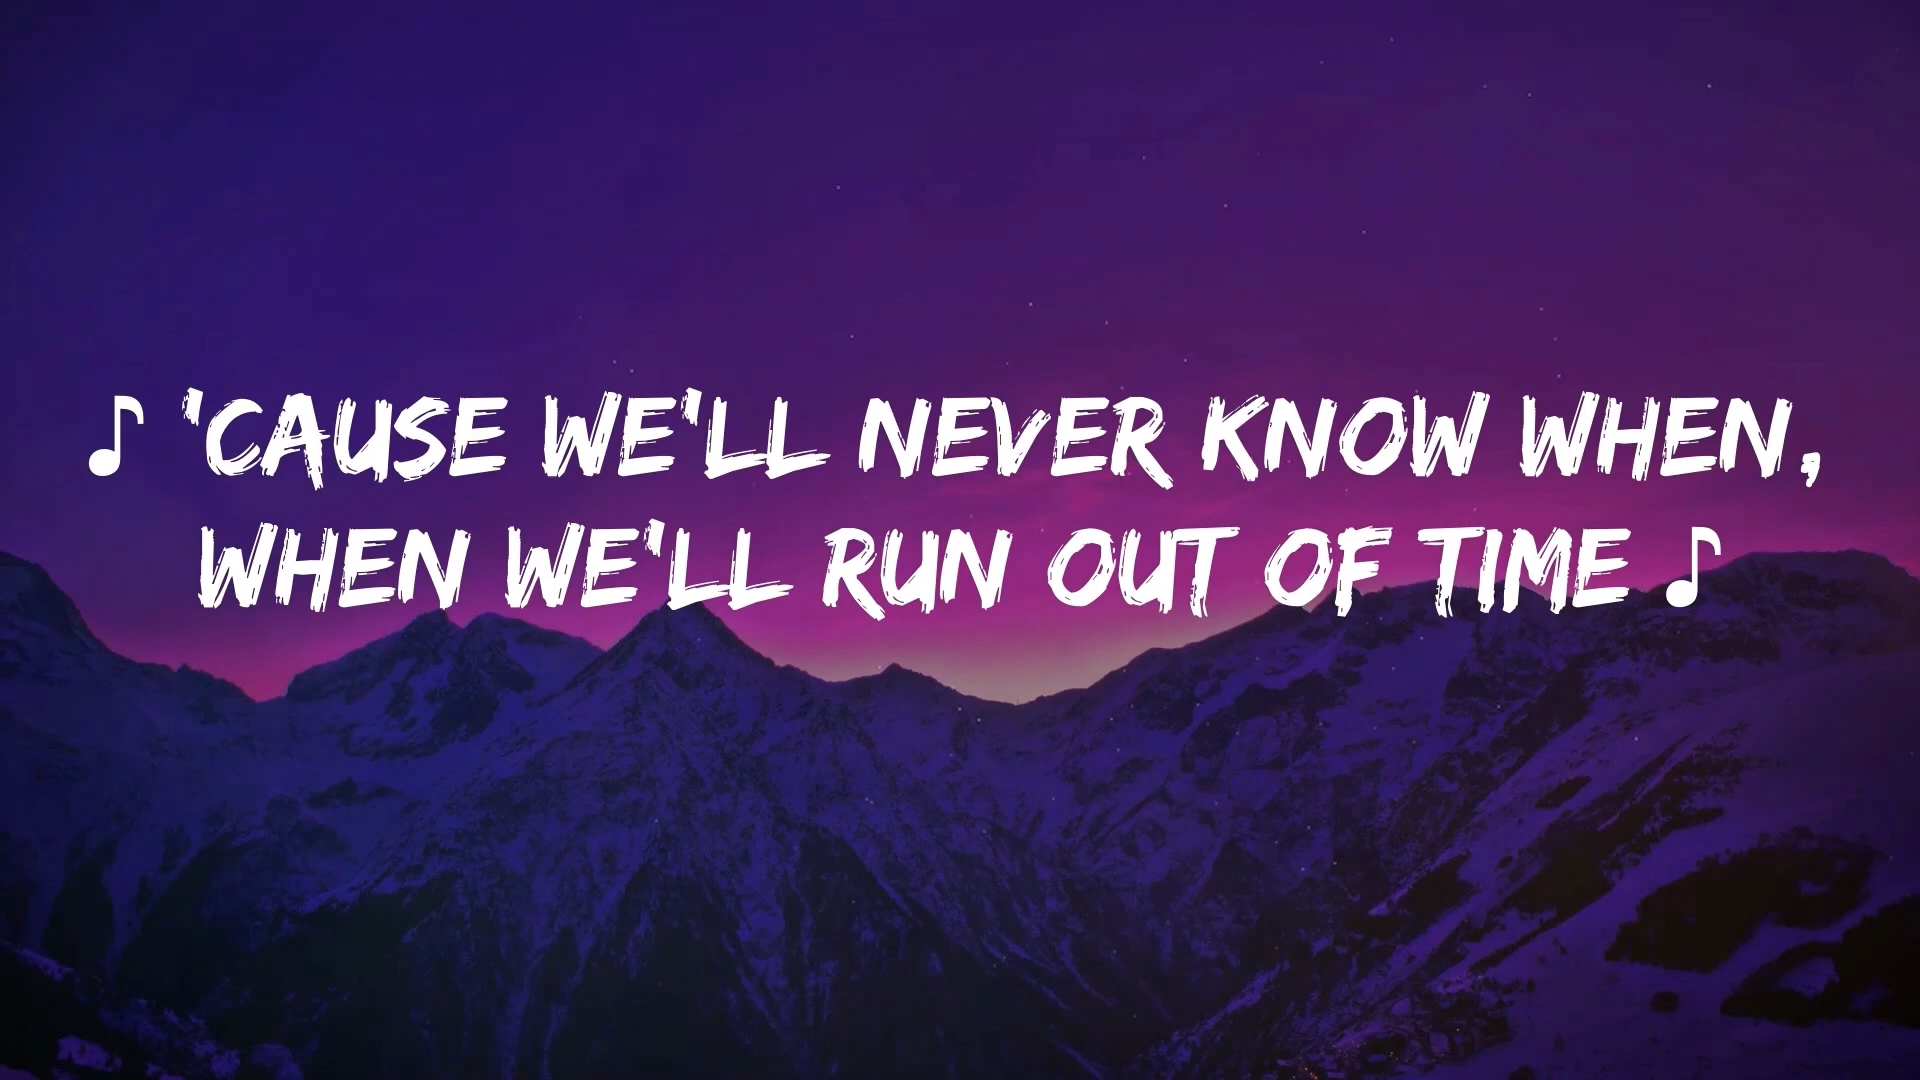 ♪ 'CAUSE WE'LL NEVER KNOW WHEN,
WHEN WE'LL RUN OUT OF TIME ♪